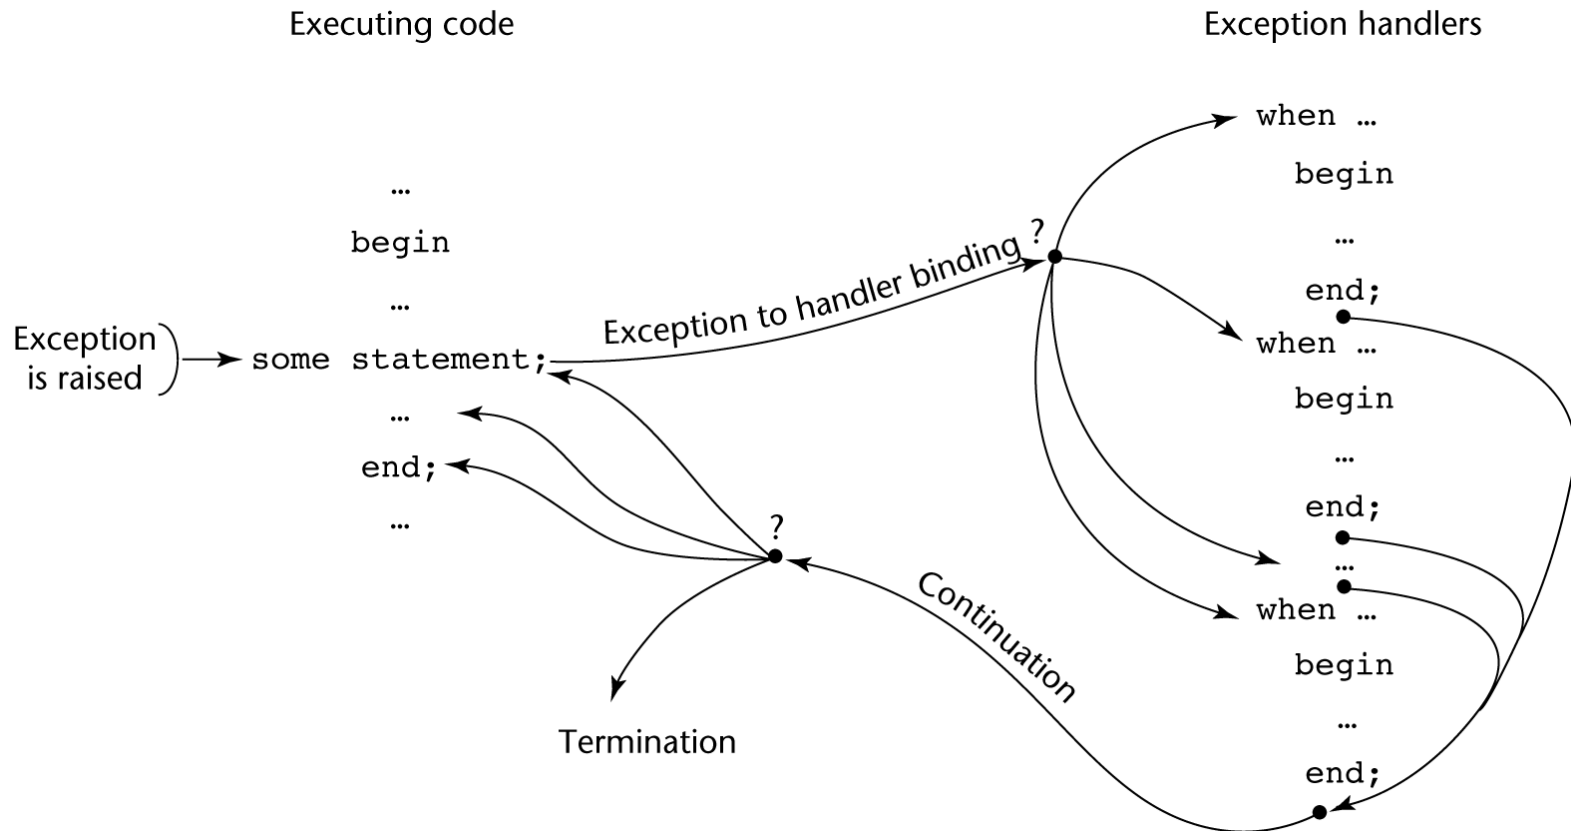 Executing code
Exception handlers
…
begin
…
Exception
is raised
some statement;
…
end;
…
Exception to handler binding
?
when …
begin
…
end;
when …
begin
…
end;
…
when …
begin
…
end;
?
Continuation
Termination